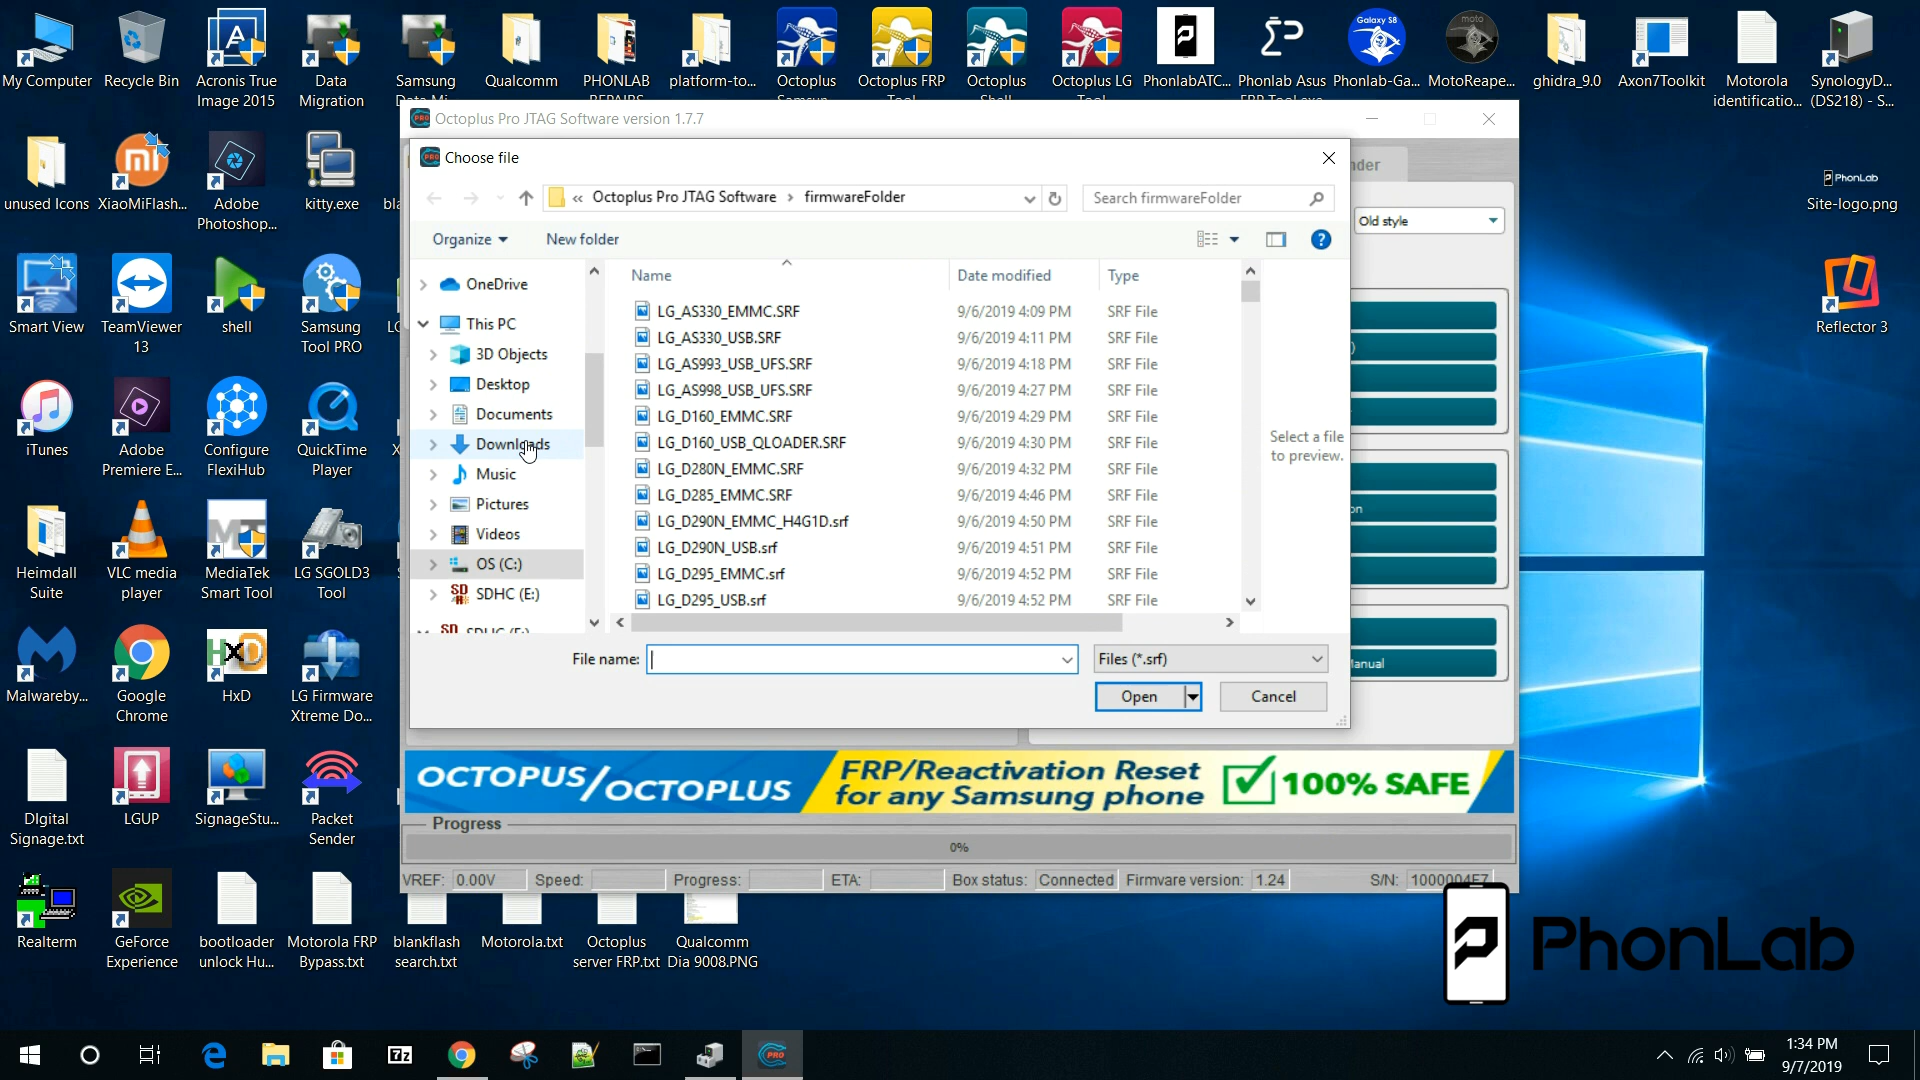 My Computer
Recycle Bin
Acronis True
Image 2015
Data
Migration
Samsung
Qualcomm
PHONLAB
platform-to...
Octoplus
Octoplus FRP
Octoplus
Octoplus LG
PhonlabATC...
Phonlab Asus
Phonlab-Ga...
MotoReape...
ghidra_9.0
Axon7Toolkit
Motorola
identificatio...
SynologyD...
(DS218) - S...
Galaxy S8
moto
unused Icons
XiaoMiFlash...
Adobe
Photoshop...
kitty.exe
PhonLab
Site-logo.png
Smart View
TeamViewer
13
shell
Samsung
Tool PRO
Reflector 3
iTunes
Adobe
Premiere E...
Configure
FlexiHub
QuickTime
Player
Heimdall
Suite
VLC media
player
MediaTek
Smart Tool
LG SGOLD3
Tool
Malwareby...
Google
Chrome
HxD
HxD
LG Firmware
Xtreme Do...
DIgital
Signage.txt
LGUP
SignageStu...
Packet
Sender
Realterm
GeForce
Experience
bootloader
unlock Hu...
Motorola FRP
Bypass.txt
blankflash
search.txt
Motorola.txt
Octoplus
server FRP.txt
Qualcomm
Dia 9008.PNG
Octoplus Pro JTAG Software version 1.7.7
Choose file
« Octoplus Pro JTAG Software › firmwareFolder
Search firmwareFolder
Old style
Organize
New folder
OneDrive
This PC
3D Objects
Desktop
Documents
Downloads
Music
Pictures
Videos
OS (C:)
SDHC (E:)
Name Date modified Type
LG_AS330_EMMC.SRF 9/6/2019 4:09 PM SRF File
LG_AS330_USB.SRF 9/6/2019 4:11 PM SRF File
LG_AS993_USB_UFS.SRF 9/6/2019 4:18 PM SRF File
LG_AS998_USB_UFS.SRF 9/6/2019 4:27 PM SRF File
LG_D160_EMMC.SRF 9/6/2019 4:29 PM SRF File
LG_D160_USB_QLOADER.SRF 9/6/2019 4:30 PM SRF File
LG_D280N_EMMC.SRF 9/6/2019 4:32 PM SRF File
LG_D285_EMMC.SRF 9/6/2019 4:46 PM SRF File
LG_D290N_EMMC_H4G1D.srf 9/6/2019 4:50 PM SRF File
LG_D290N_USB.srf 9/6/2019 4:51 PM SRF File
LG_D295_EMMC.srf 9/6/2019 4:52 PM SRF File
LG_D295_USB.srf 9/6/2019 4:52 PM SRF File
Select a file
to preview.
File name:
Files (*.srf)
Open
Cancel
OCTOPUS/OCTOPLUS
FRP/Reactivation Reset
for any Samsung phone
100% SAFE
Progress
0%
VREF: 0.00V Speed: Progress: ETA: Box status: Connected Firmware version: 1.24 S/N: 1000004F7
PhonLab
1:34 PM
9/7/2019